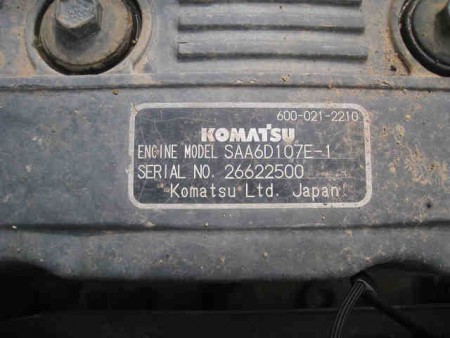 600-021-2210
KOMATSU
ENGINE MODEL SAA6D107E-1
SERIAL NO. 26622500
Komatsu Ltd. Japan